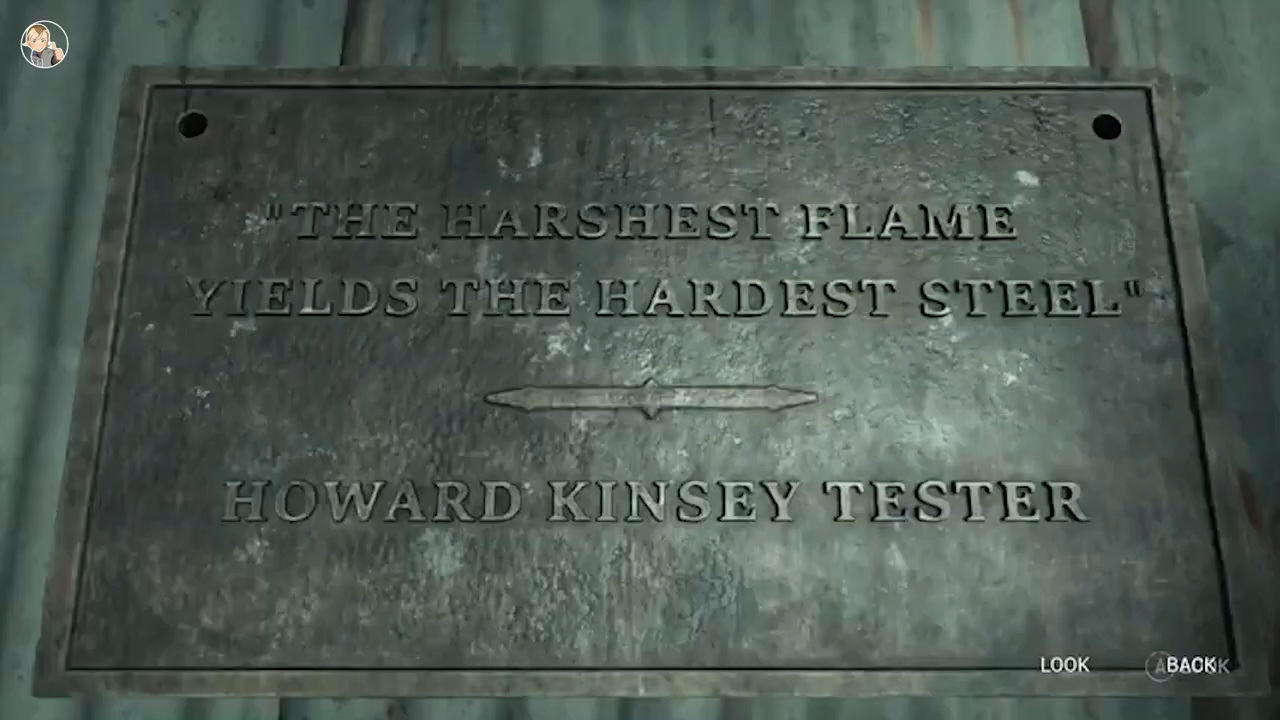 "THE HARSHEST FLAME
YIELDS THE HARDEST STEEL"
HOWARD KINSEY TESTER
LOOK
BACK